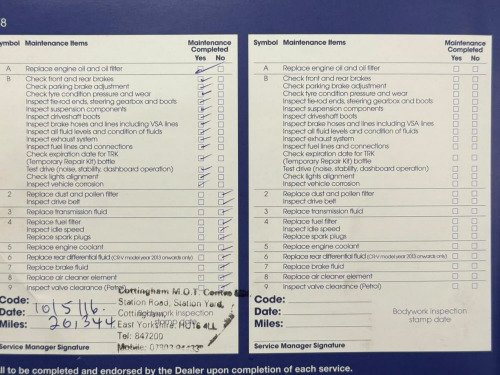 8
Symbol Maintenance Items Maintenance Completed
Yes No
A Replace engine oil and oil filter
B Check front and rear brakes
Check parking brake adjustment
Check tyre condition pressure and wear
Inspect tie-rod ends, steering gearbox and boots
Inspect suspension components
Inspect driveshaft boots
Inspect brake hoses and lines including VSA lines
Inspect all fluid levels and condition of fluids
Inspect exhaust system
Inspect fuel lines and connections
Check expiration date for TRK
(Temporary Repair Kit) bottle
Test drive (noise, stability, dashboard operation)
Check lights alignment
Inspect vehicle corrosion
2 Replace dust and pollen filter
Inspect drive belt
3 Replace transmission fluid
4 Replace fuel filter
Inspect idle speed
Replace spark plugs
5 Replace engine coolant
6 Replace rear differential fluid (CR-V model year 2013 onwards only)
7 Replace brake fluid
8 Replace air cleaner element
9 Inspect valve clearance (Petrol)
Code:
Date: 10/5/16.
Miles: 261,344
Cottingham M.O.T. Centre
Station Road, Station Yard,
Cottingham,
East Yorkshire. HU16 4LL
Tel: 847200
Mobile:
Service Manager Signature
Symbol Maintenance Items Maintenance Completed
Yes No
A Replace engine oil and oil filter
B Check front and rear brakes
Check parking brake adjustment
Check tyre condition pressure and wear
Inspect tie-rod ends, steering gearbox and boots
Inspect suspension components
Inspect driveshaft boots
Inspect brake hoses and lines including VSA lines
Inspect all fluid levels and condition of fluids
Inspect exhaust system
Inspect fuel lines and connections
Check expiration date for TRK
(Temporary Repair Kit) bottle
Test drive (noise, stability, dashboard operation)
Check lights alignment
Inspect vehicle corrosion
2 Replace dust and pollen filter
Inspect drive belt
3 Replace transmission fluid
4 Replace fuel filter
Inspect idle speed
Replace spark plugs
5 Replace engine coolant
6 Replace rear differential fluid (CR-V model year 2013 onwards only)
7 Replace brake fluid
8 Replace air cleaner element
9 Inspect valve clearance (Petrol)
Code:
Date:
Miles:
Bodywork Inspection
stamp date
Service Manager Signature
ll to be completed and endorsed by the Dealer upon completion of each service.